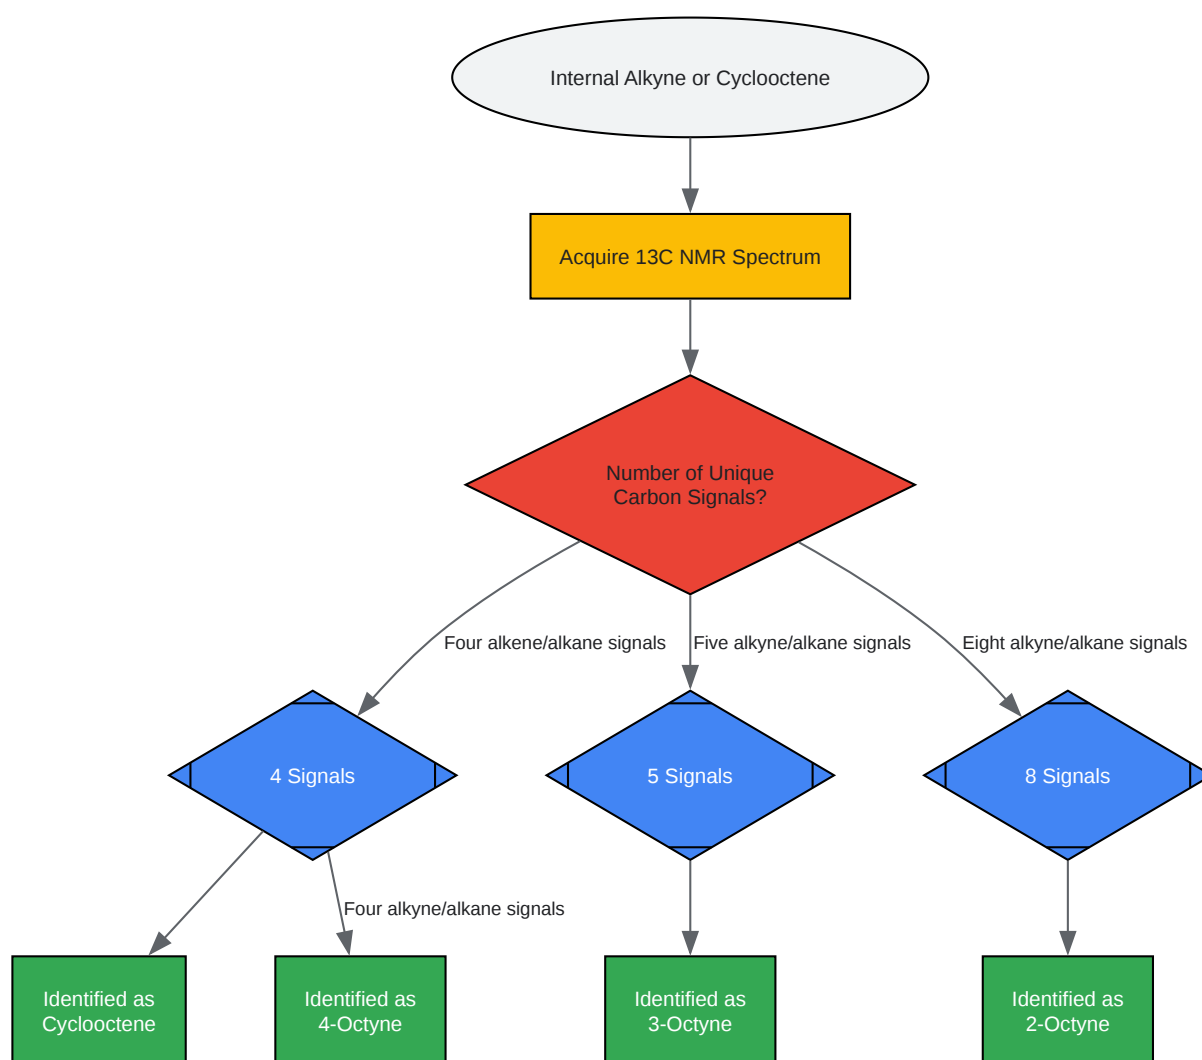 Internal Alkyne or Cyclooctene
Acquire 13C NMR Spectrum
Number of Unique
Carbon Signals?
Four alkene/alkane signals
Five alkyne/alkane signals
Eight alkyne/alkane signals
4 Signals
5 Signals
8 Signals
Four alkyne/alkane signals
Identified as
Cyclooctene
Identified as
4-Octyne
Identified as
3-Octyne
Identified as
2-Octyne